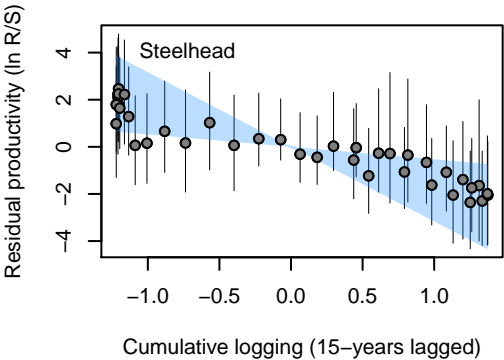 Steelhead
Residual productivity (ln R/S)
4
2
0
−2
−4
−1.0 −0.5 0.0 0.5 1.0
Cumulative logging (15−years lagged)